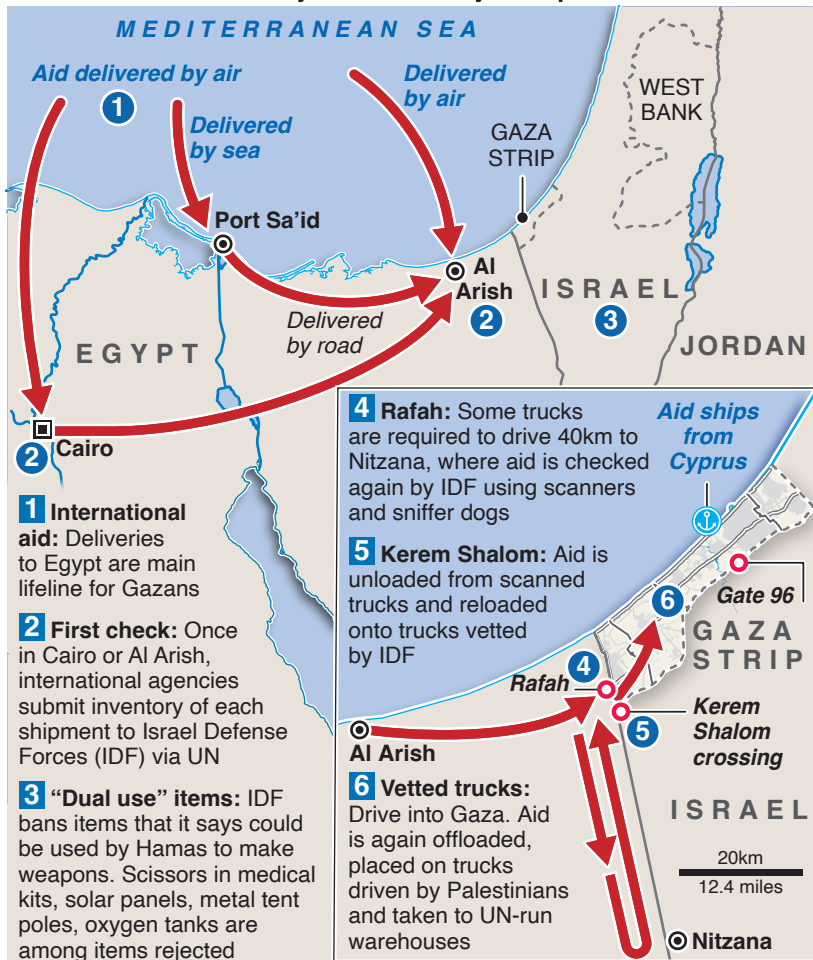 MEDITERRANEAN SEA
Aid delivered by air
1
Delivered
by sea
Delivered
by air
WEST
BANK
GAZA
STRIP
Port Sa’id
Al
Arish
2
ISRAEL
3
Delivered
by road
EGYPT
JORDAN
Cairo
2
1 International
aid: Deliveries
to Egypt are main
lifeline for Gazans
2 First check: Once
in Cairo or Al Arish,
international agencies
submit inventory of each
shipment to Israel Defense
Forces (IDF) via UN
3 “Dual use” items: IDF
bans items that it says could
be used by Hamas to make
weapons. Scissors in medical
kits, solar panels, metal tent
poles, oxygen tanks are
among items rejected
4 Rafah: Some trucks
are required to drive 40km to
Nitzana, where aid is checked
again by IDF using scanners
and sniffer dogs
5 Kerem Shalom: Aid is
unloaded from scanned
trucks and reloaded
onto trucks vetted
by IDF
Aid ships
from
Cyprus
6
Gate 96
GAZA
STRIP
4
Rafah
Kerem
Shalom
crossing
5
Al Arish
6 Vetted trucks:
Drive into Gaza. Aid
is again offloaded,
placed on trucks
driven by Palestinians
and taken to UN-run
warehouses
ISRAEL
20km
12.4 miles
Nitzana